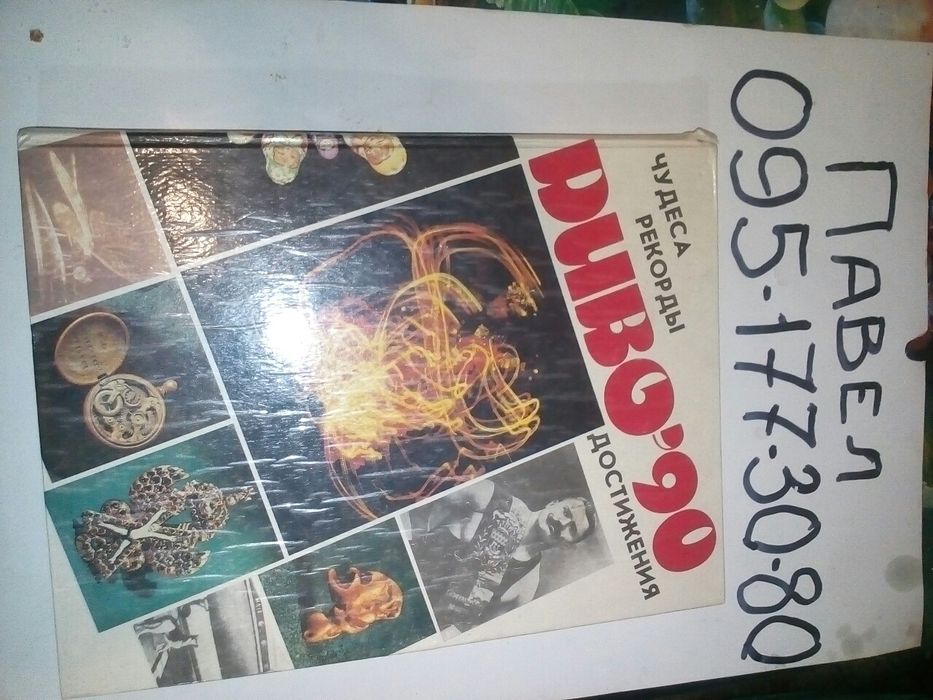 ПАВЕЛ
095-177-30-80
ЧУДЕСА
РЕКОРДЫ
ДИВО'90
ДОСТИЖЕНИЯ